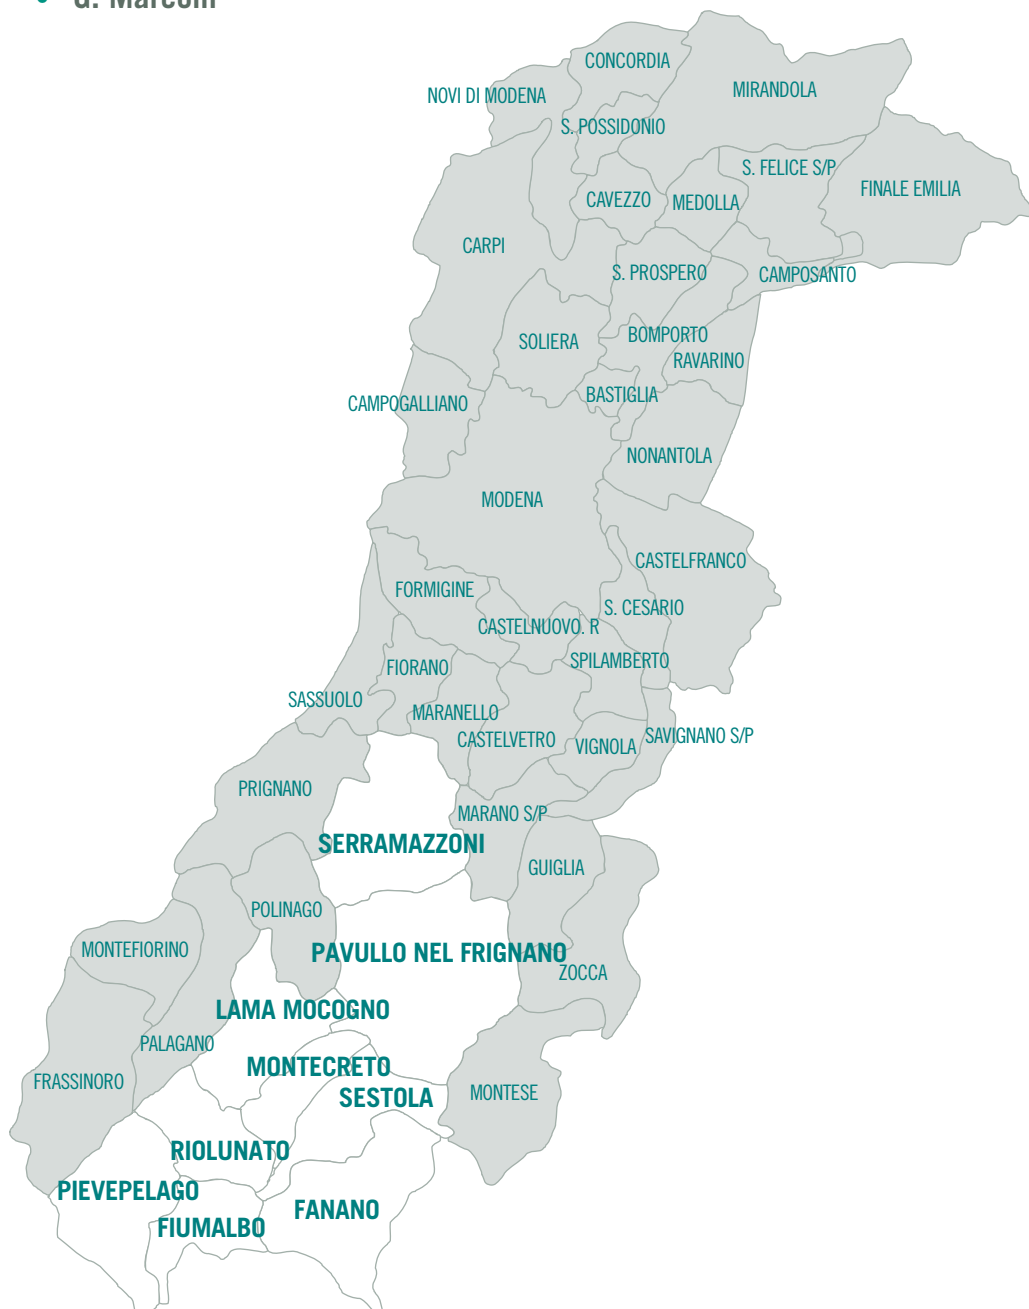 • G. Marconi
CONCORDIA
MIRANDOLA
NOVI DI MODENA
S. POSSIDONIO
S. FELICE S/P
FINALE EMILIA
CAVEZZO
MEDOLLA
CARPI
S. PROSPERO
CAMPOSANTO
BOMPORTO
SOLIERA
RAVARINO
BASTIGLIA
CAMPOGALLIANO
NONANTOLA
MODENA
CASTELFRANCO
FORMIGINE
S. CESARIO
CASTELNUOVO. R
SPILAMBERTO
FIORANO
SASSUOLO
MARANELLO
CASTELVETRO
SAVIGNANO S/P
VIGNOLA
PRIGNANO
MARANO S/P
SERRAMAZZONI
GUIGLIA
POLINAGO
MONTEFIORINO
PAVULLO NEL FRIGNANO
ZOCCA
LAMA MOCOGNO
PALAGANO
MONTECRETO
FRASSINORO
SESTOLA
MONTESE
RIOLUNATO
PIEVEPELAGO
FANANO
FIUMALBO